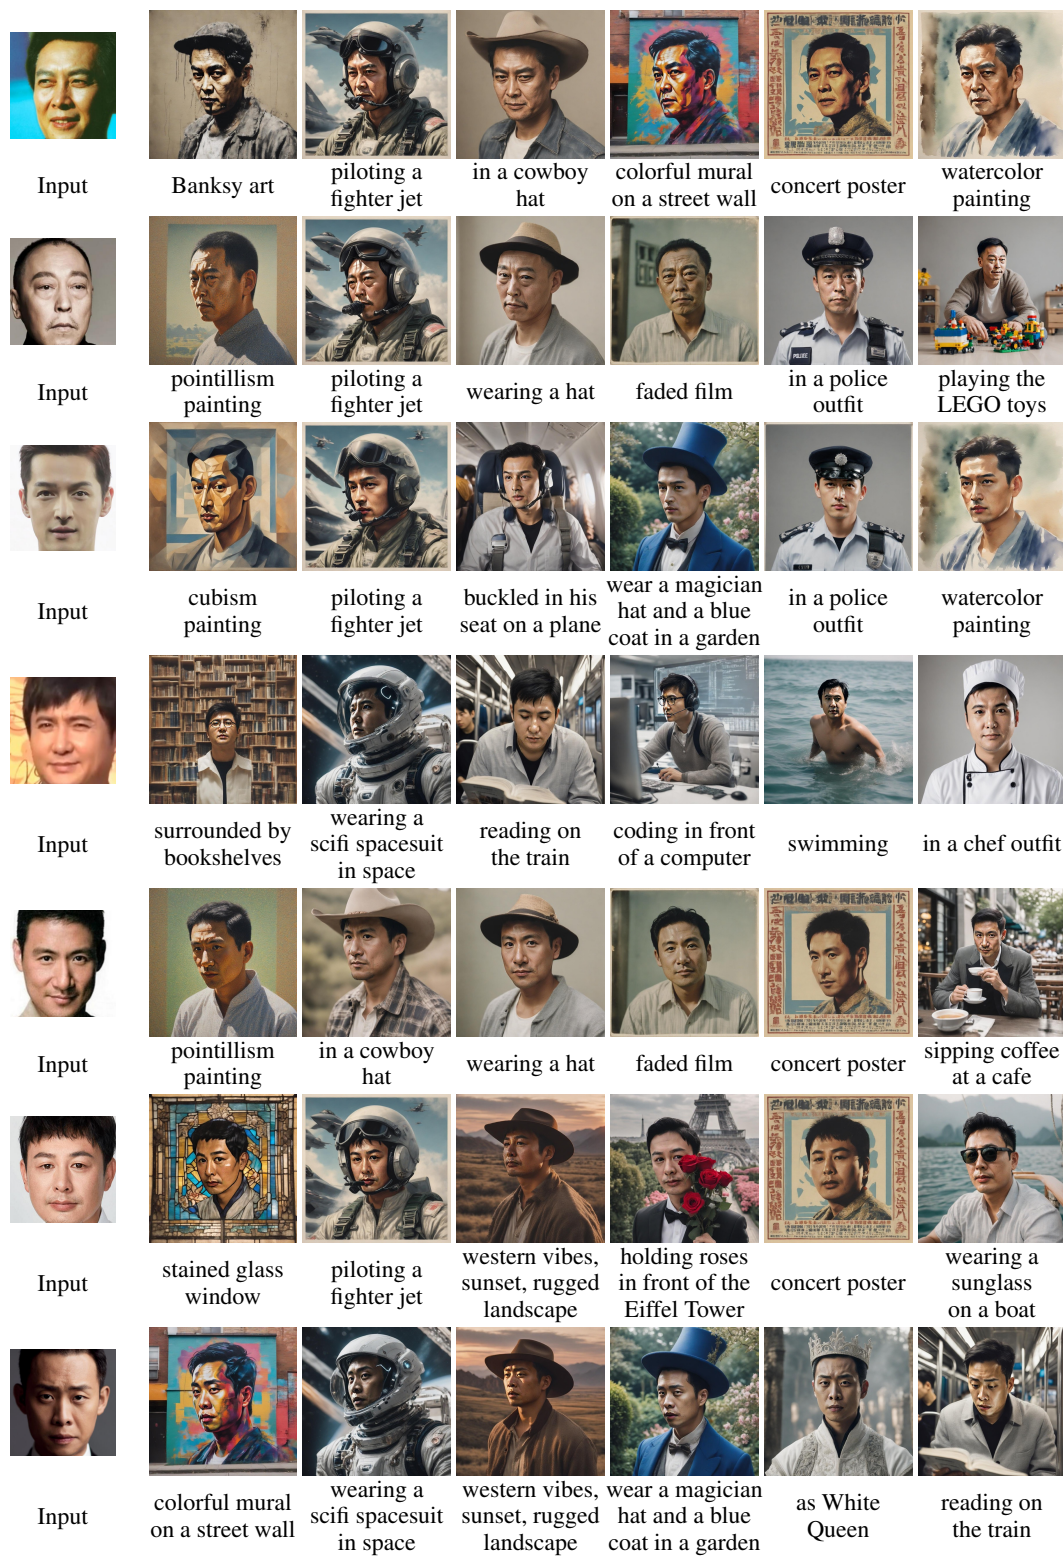 Input
Banksy art
piloting a
fighter jet
in a cowboy
hat
colorful mural
on a street wall
concert poster
watercolor
painting
POLICE
Input
pointillism
painting
piloting a
fighter jet
wearing a hat
faded film
in a police
outfit
playing the
LEGO toys
Input
cubism
painting
piloting a
fighter jet
buckled in his
seat on a plane
wear a magician
hat and a blue
coat in a garden
in a police
outfit
watercolor
painting
Input
surrounded by
bookshelves
wearing a
scifi spacesuit
in space
reading on
the train
coding in front
of a computer
swimming
in a chef outfit
Input
pointillism
painting
in a cowboy
hat
wearing a hat
faded film
concert poster
sipping coffee
at a cafe
Input
stained glass
window
piloting a
fighter jet
western vibes,
sunset, rugged
landscape
holding roses
in front of the
Eiffel Tower
concert poster
wearing a
sunglass
on a boat
Input
colorful mural
on a street wall
wearing a
scifi spacesuit
in space
western vibes,
sunset, rugged
landscape
wear a magician
hat and a blue
coat in a garden
as White
Queen
reading on
the train